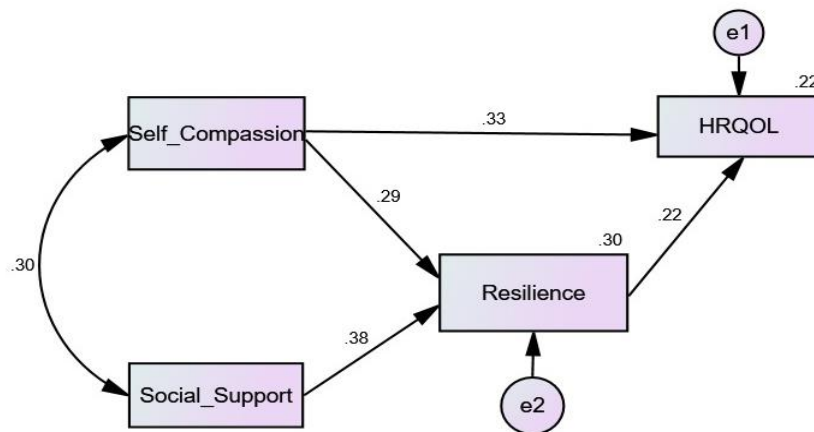 e1
.22
HRQOL
.33
Self_Compassion
.29
.22
.30
.30
Resilience
.38
Social_Support
e2